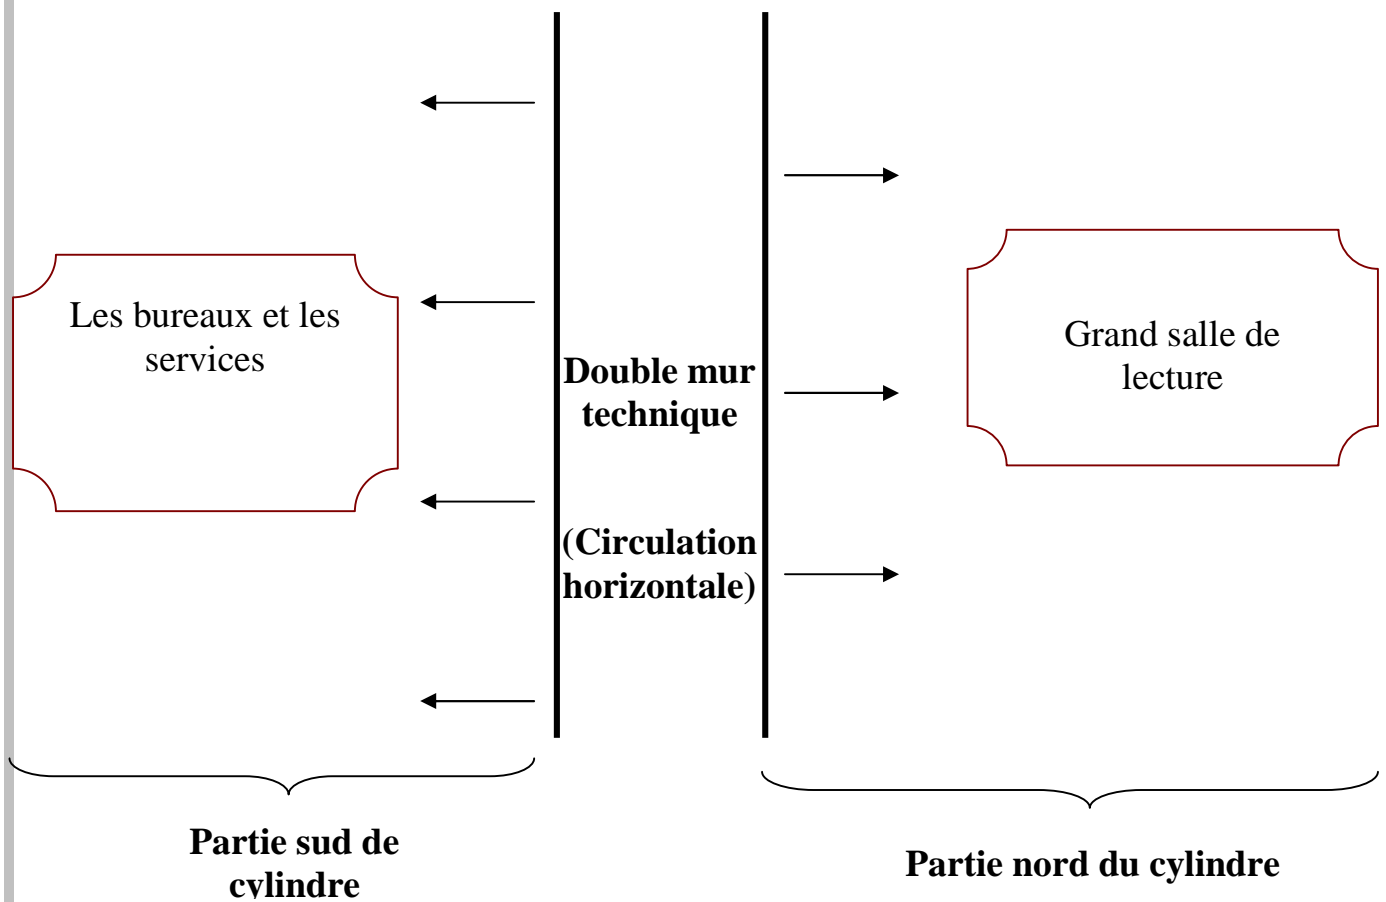 Les bureaux et les
services
Double mur
technique
(Circulation
horizontale)
Grand salle de
lecture
Partie sud de
cylindre
Partie nord du cylindre